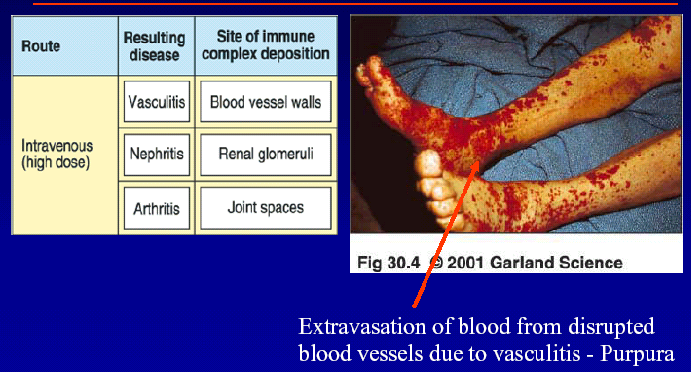 Route
Resulting
disease
Site of immune
complex deposition
Intravenous
(high dose)
Vasculitis
Blood vessel walls
Nephritis
Renal glomeruli
Arthritis
Joint spaces
Fig 30.4 © 2001 Garland Science
Extravasation of blood from disrupted
blood vessels due to vasculitis - Purpura